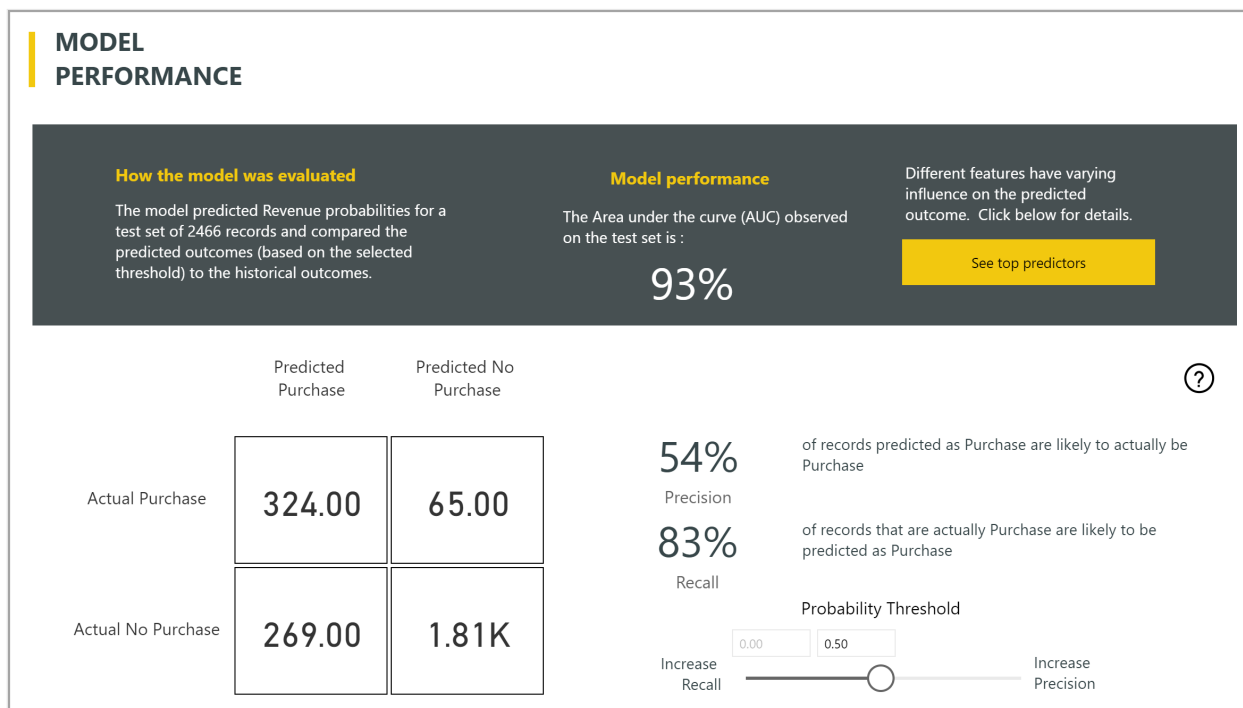 MODEL
PERFORMANCE
How the model was evaluated
The model predicted Revenue probabilities for a
test set of 2466 records and compared the
predicted outcomes (based on the selected
threshold) to the historical outcomes.
Model performance
The Area under the curve (AUC) observed
on the test set is :
93%
Different features have varying
influence on the predicted
outcome.  Click below for details.
See top predictors
Predicted
Purchase
Predicted No
Purchase
?
Actual Purchase
324.00
65.00
Actual No Purchase
269.00
1.81K
54%
Precision
of records predicted as Purchase are likely to actually be
Purchase
83%
Recall
of records that are actually Purchase are likely to be
predicted as Purchase
Probability Threshold
0.00
0.50
Increase
Recall
Increase
Precision